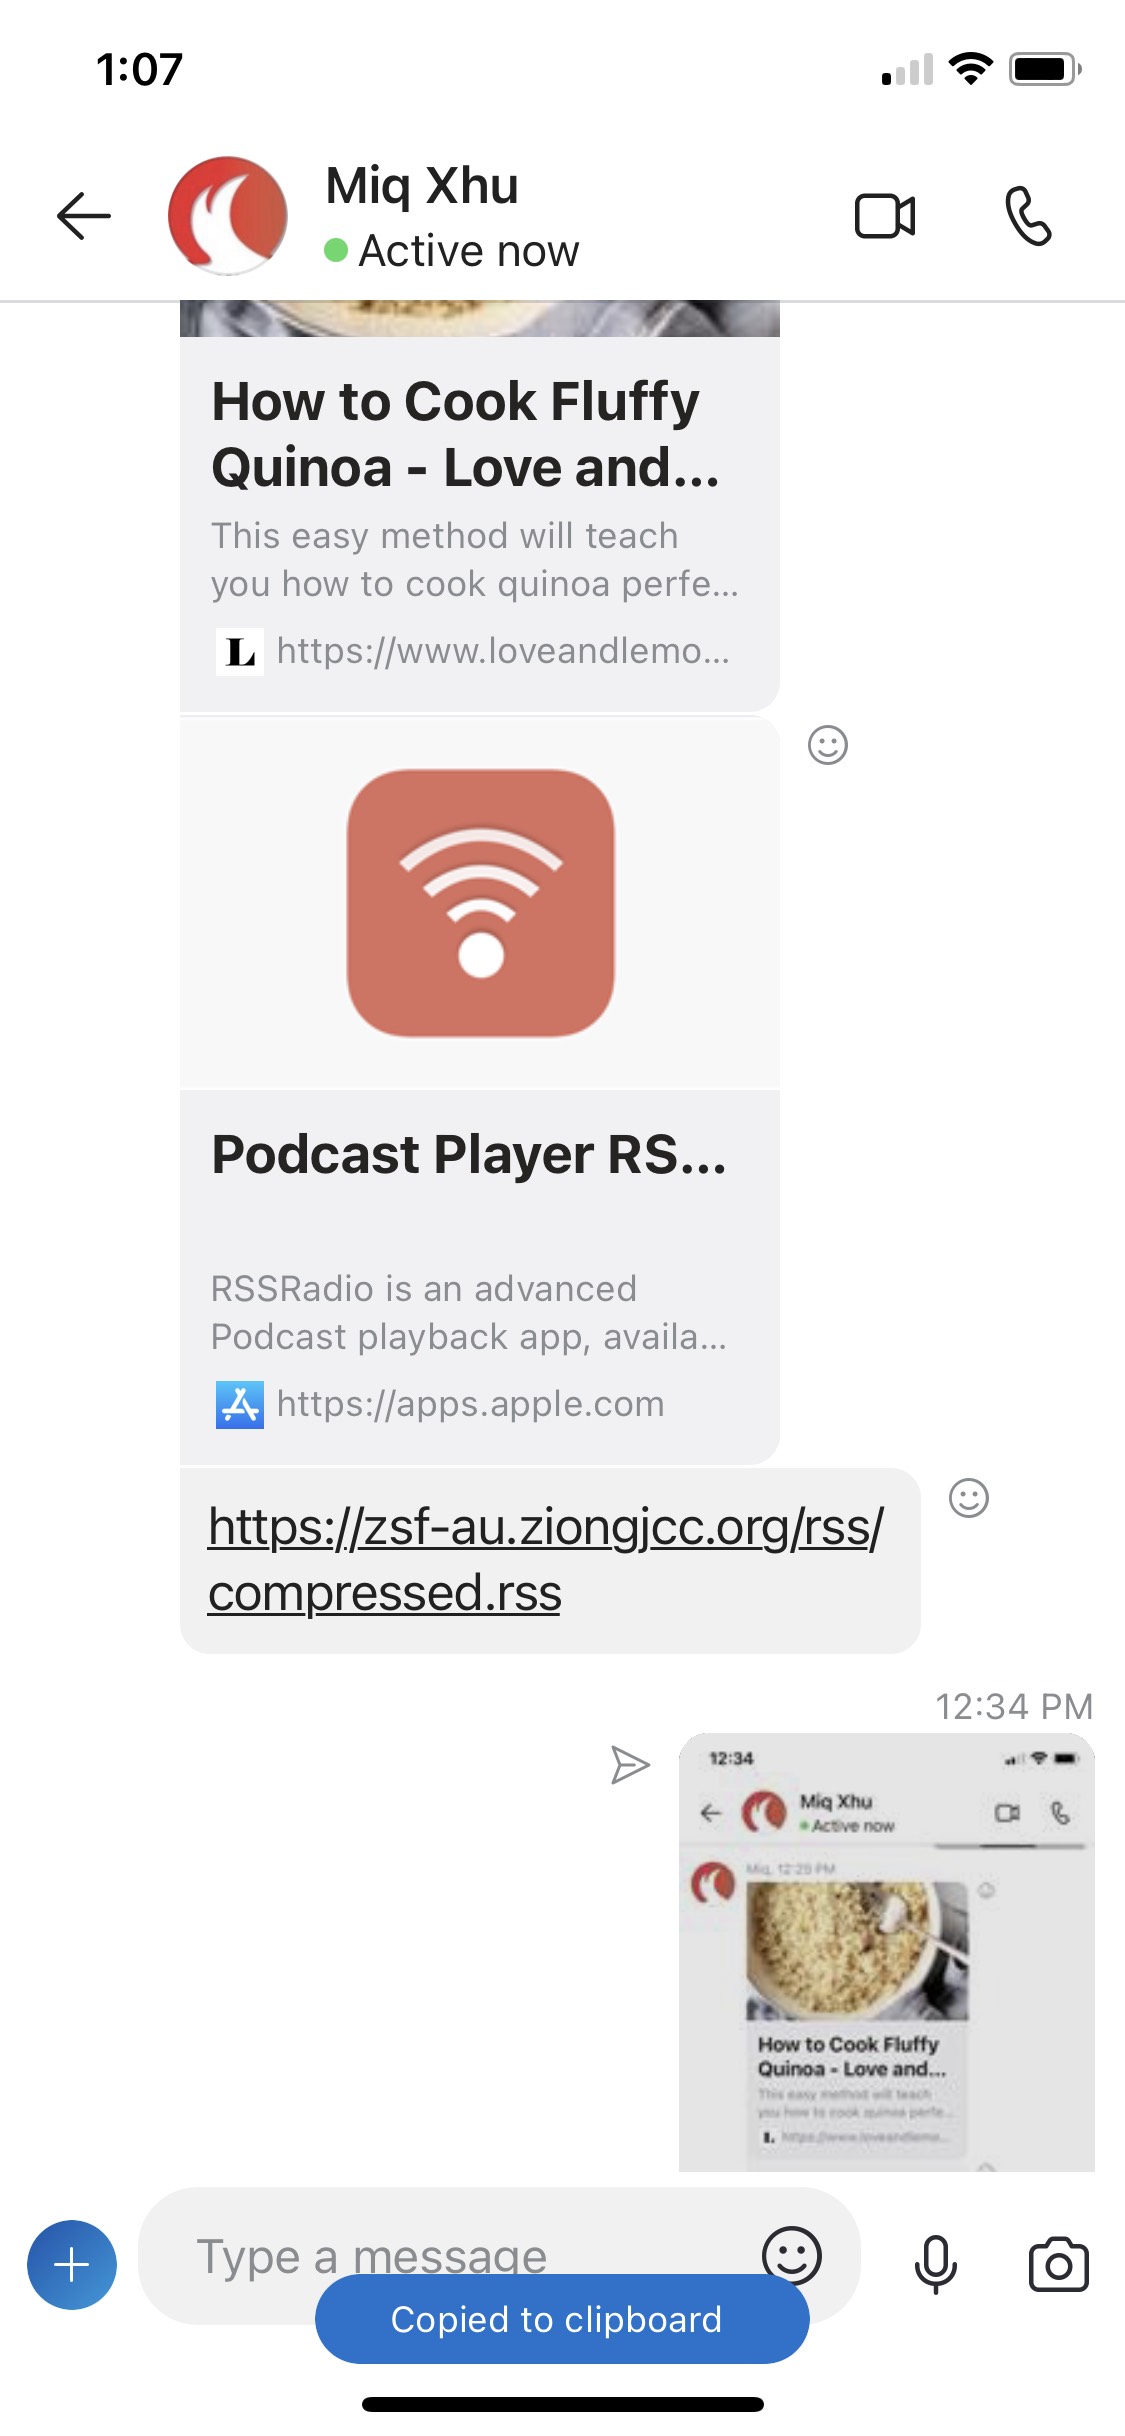 1:07
Miq Xhu
Active now
How to Cook Fluffy
Quinoa - Love and...
This easy method will teach
you how to cook quinoa perfe...
L https://www.loveandlemo...
Podcast Player RS...
RSSRadio is an advanced
Podcast playback app, availa...
https://apps.apple.com
https://zsf-au.ziongjcc.org/rss/
compressed.rss
12:34 PM
12:34
Miq Xhu
Active now
Miq, 12:29 PM
How to Cook Fluffy
Quinoa - Love and...
This easy method will teach
you how to cook quinoa perfe...
L https://www.loveandlemo...
Type a message
Copied to clipboard